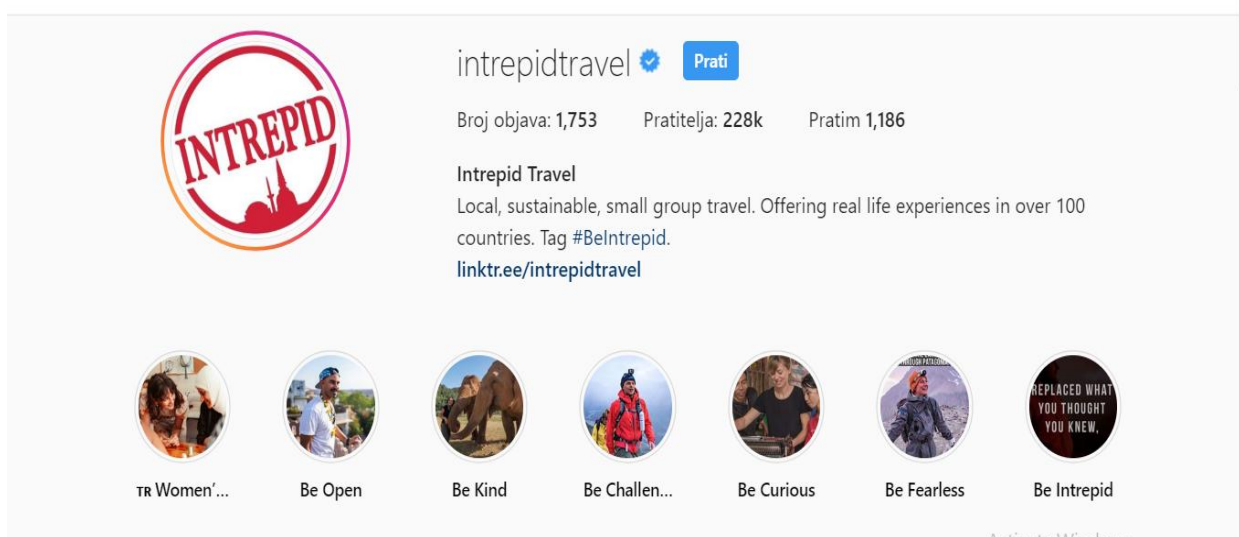 INTREPID
intrepidtravel Prati
Broj objava: 1,753 Pratitelja: 228k Pratim 1,186
Intrepid Travel
Local, sustainable, small group travel. Offering real life experiences in over 100
countries. Tag #BeIntrepid.
linktr.ee/intrepidtravel
REPLACED WHAT
YOU THOUGHT
YOU KNEW,
TR Women'... Be Open Be Kind Be Challen... Be Curious Be Fearless Be Intrepid